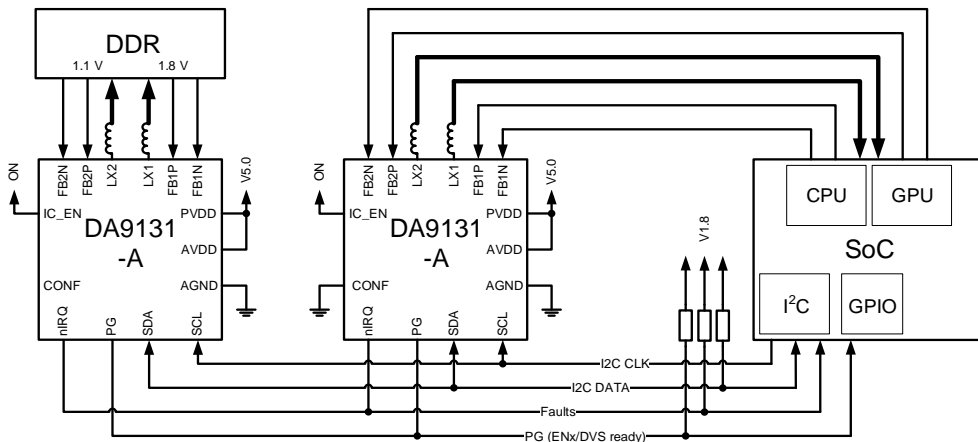 DDR
1.1 V 1.8 V
ON
FB2N
FB2P
LX2
LX1
FB1P
FB1N
V5.0
IC_EN
PVDD
DA9131
-A
AVDD
CONF
AGND
nIRQ
PG
SDA
SCL
ON
FB2N
FB2P
LX2
LX1
FB1P
FB1N
V5.0
IC_EN
PVDD
DA9131
-A
AVDD
CONF
AGND
nIRQ
PG
SDA
SCL
V1.8
CPU
GPU
SoC
I²C
GPIO
I2C CLK
I2C DATA
Faults
PG (ENx/DVS ready)